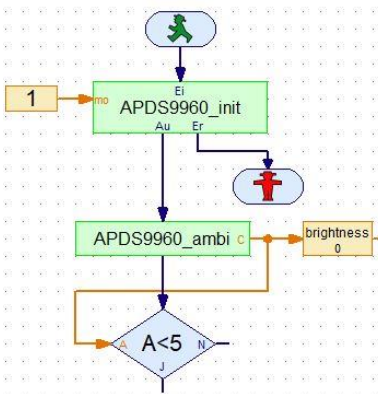 Ei
1
mo
APDS9960_init
Au Er
APDS9960_ambi C
brightness
0
A A<5 N
J